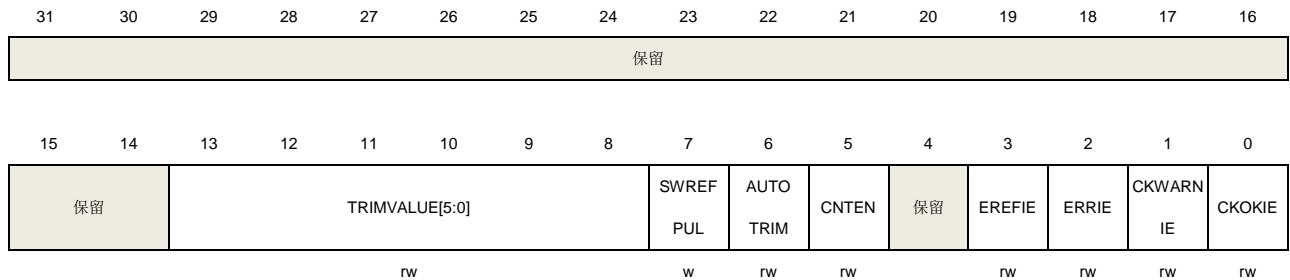 31 30 29 28 27 26 25 24 23 22 21 20 19 18 17 16
保留
15 14 13 12 11 10 9 8 7 6 5 4 3 2 1 0
保留 TRIMVALUE[5:0] SWREF PUL AUTO TRIM CNTEN 保留 EREFIE ERRIE CKWARN IE CKOKIE
rw w rw rw rw rw rw rw